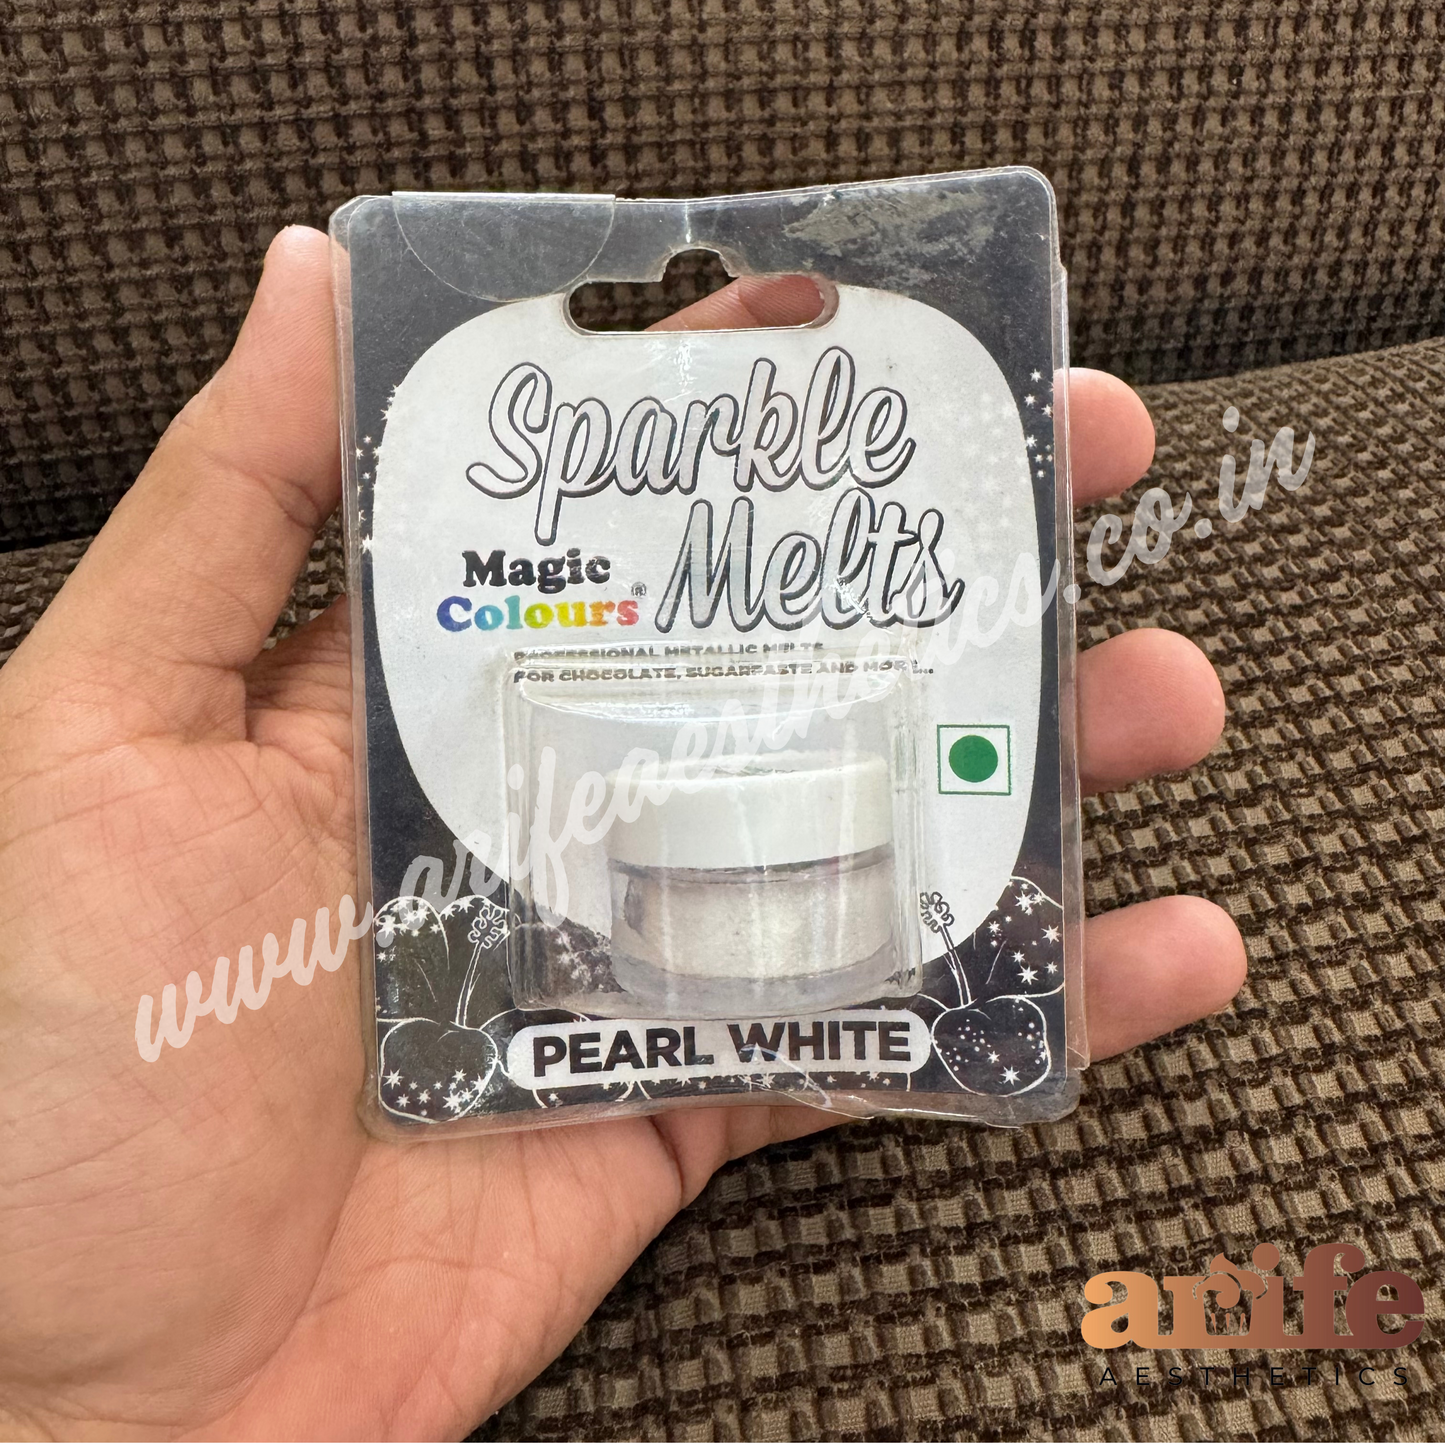 Sparkle
Melts
Magic
Colours®
PROFESSIONAL METALLIC MELTS
FOR CHOCOLATE, SUGARPASTE AND MORE...
PEARL WHITE
www.arifeaesthetics.co.in
arife
AESTHETICS